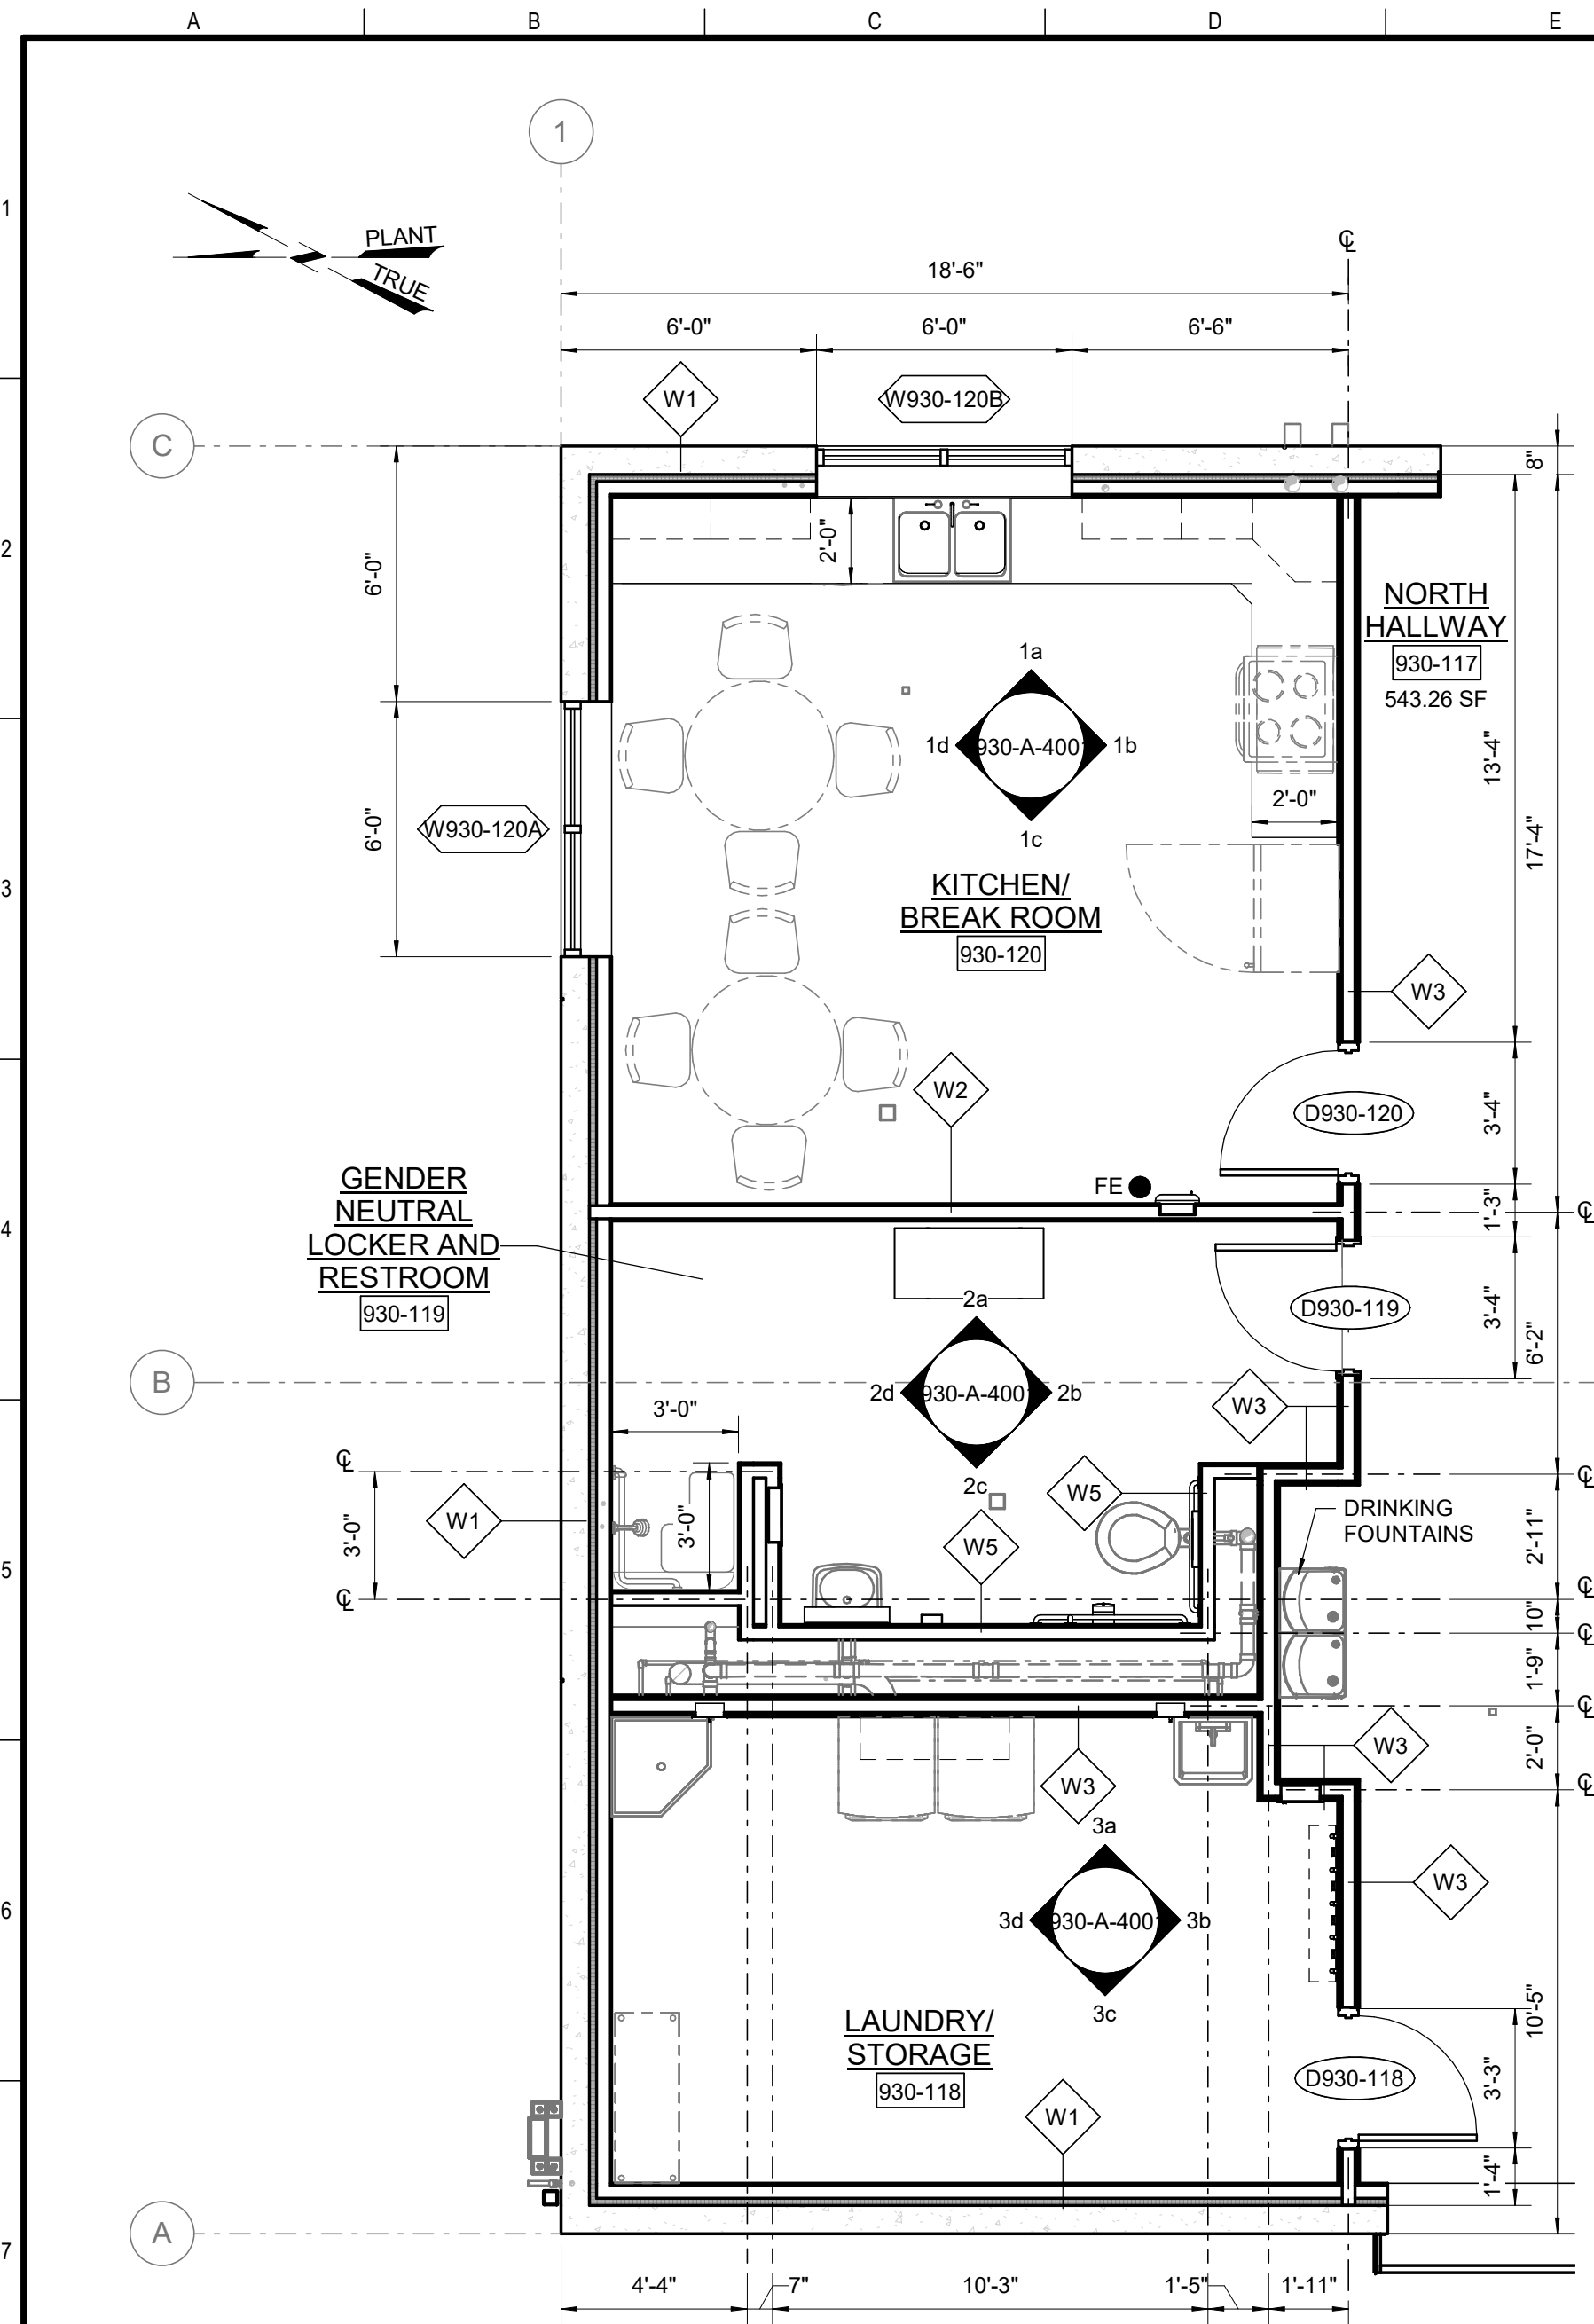 A
B
C
D
E
1
1
PLANT
TRUE
℄
18'-6"
6'-0"
6'-0"
6'-6"
W1
W930-120B
C
8"
2
6'-0"
2'-0"
NORTH
HALLWAY
930-117
543.26 SF
1a
1d
930-A-400
1b
1c
13'-4"
2'-0"
17'-4"
6'-0"
W930-120A
3
KITCHEN/
BREAK ROOM
930-120
W3
W2
D930-120
3'-4"
FE
1'-3"
℄
4
GENDER
NEUTRAL
LOCKER AND
RESTROOM
930-119
2a
2d
930-A-400
2b
2c
D930-119
3'-4"
6'-2"
B
W3
3'-0"
℄
℄
3'-0"
℄
W1
3'-0"
W5
W5
DRINKING
FOUNTAINS
2'-11"
5
℄
10"
℄
1'-9"
℄
W3
2'-0"
℄
W3
3a
3d
930-A-400
3b
3c
W3
6
10'-5"
LAUNDRY/
STORAGE
930-118
D930-118
3'-3"
W1
1'-4"
A
7
4'-4"
7"
10'-3"
1'-5"
1'-11"